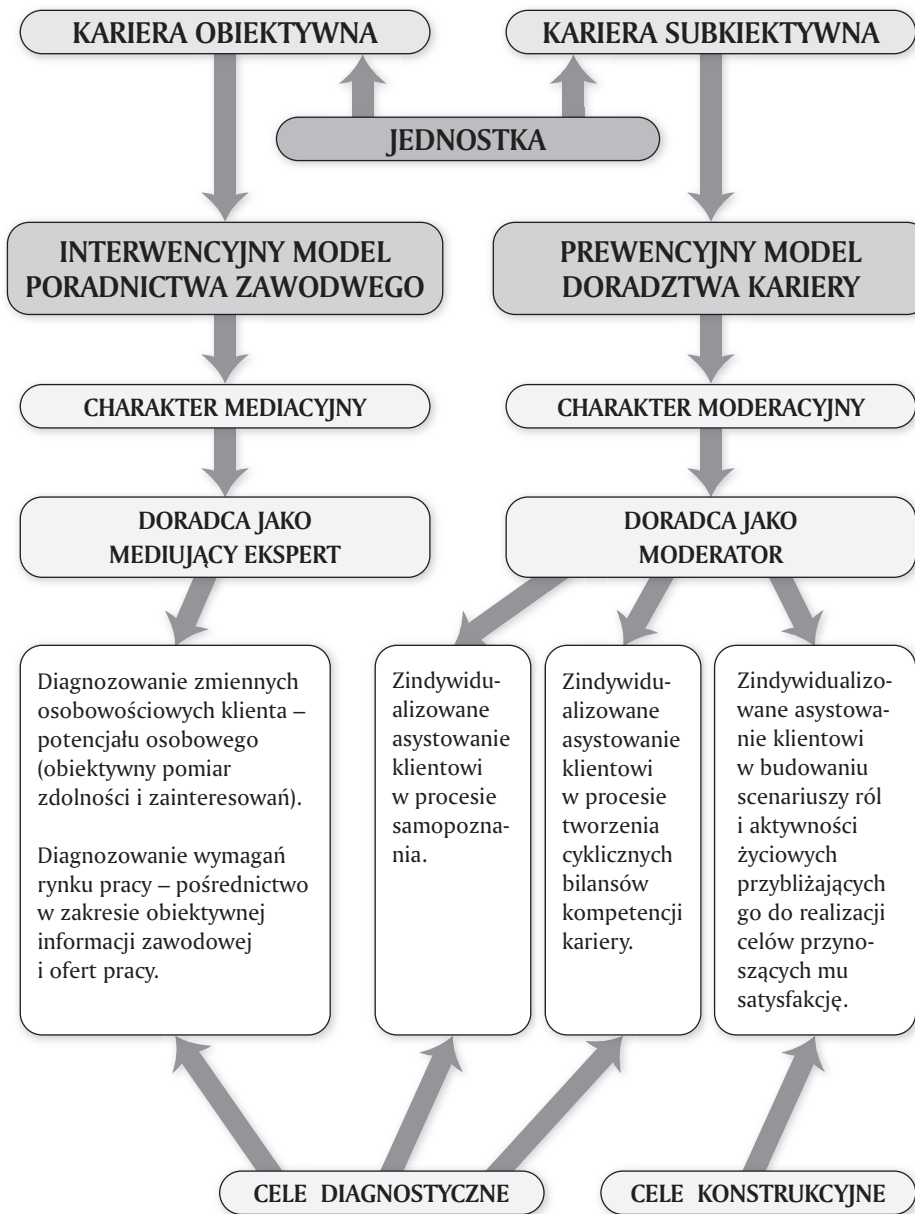 KARIERA OBIEKTYWNA
KARIERA SUBKIEKTYWNA
JEDNOSTKA
INTERWENCYJNY MODEL
PORADNICTWA ZAWODWEGO
PREWENCYJNY MODEL
DORADZTWA KARIERY
CHARAKTER MEDIACYJNY
CHARAKTER MODERACYJNY
DORADCA JAKO
MEDIUJĄCY EKSPERT
DORADCA JAKO
MODERATOR
Diagnozowanie zmiennych
osobowościowych klienta –
potencjału osobowego
(obiektywny pomiar
zdolności i zainteresowań).
Diagnozowanie wymagań
rynku pracy – pośrednictwo
w zakresie obiektywnej
informacji zawodowej
i ofert pracy.
Zindywidu-
alizowane
asystowanie
klientowi
w procesie
samopozna-
nia.
Zindywidu-
alizowane
asystowanie
klientowi
w procesie
tworzenia
cyklicznych
bilansów
kompetencji
kariery.
Zindywidualizo-
wane asystowa-
nie klientowi
w budowaniu
scenariuszy ról
i aktywności
życiowych
przybliżających
go do realizacji
celów przyno-
szących mu
satysfakcję.
CELE DIAGNOSTYCZNE
CELE KONSTRUKCYJNE